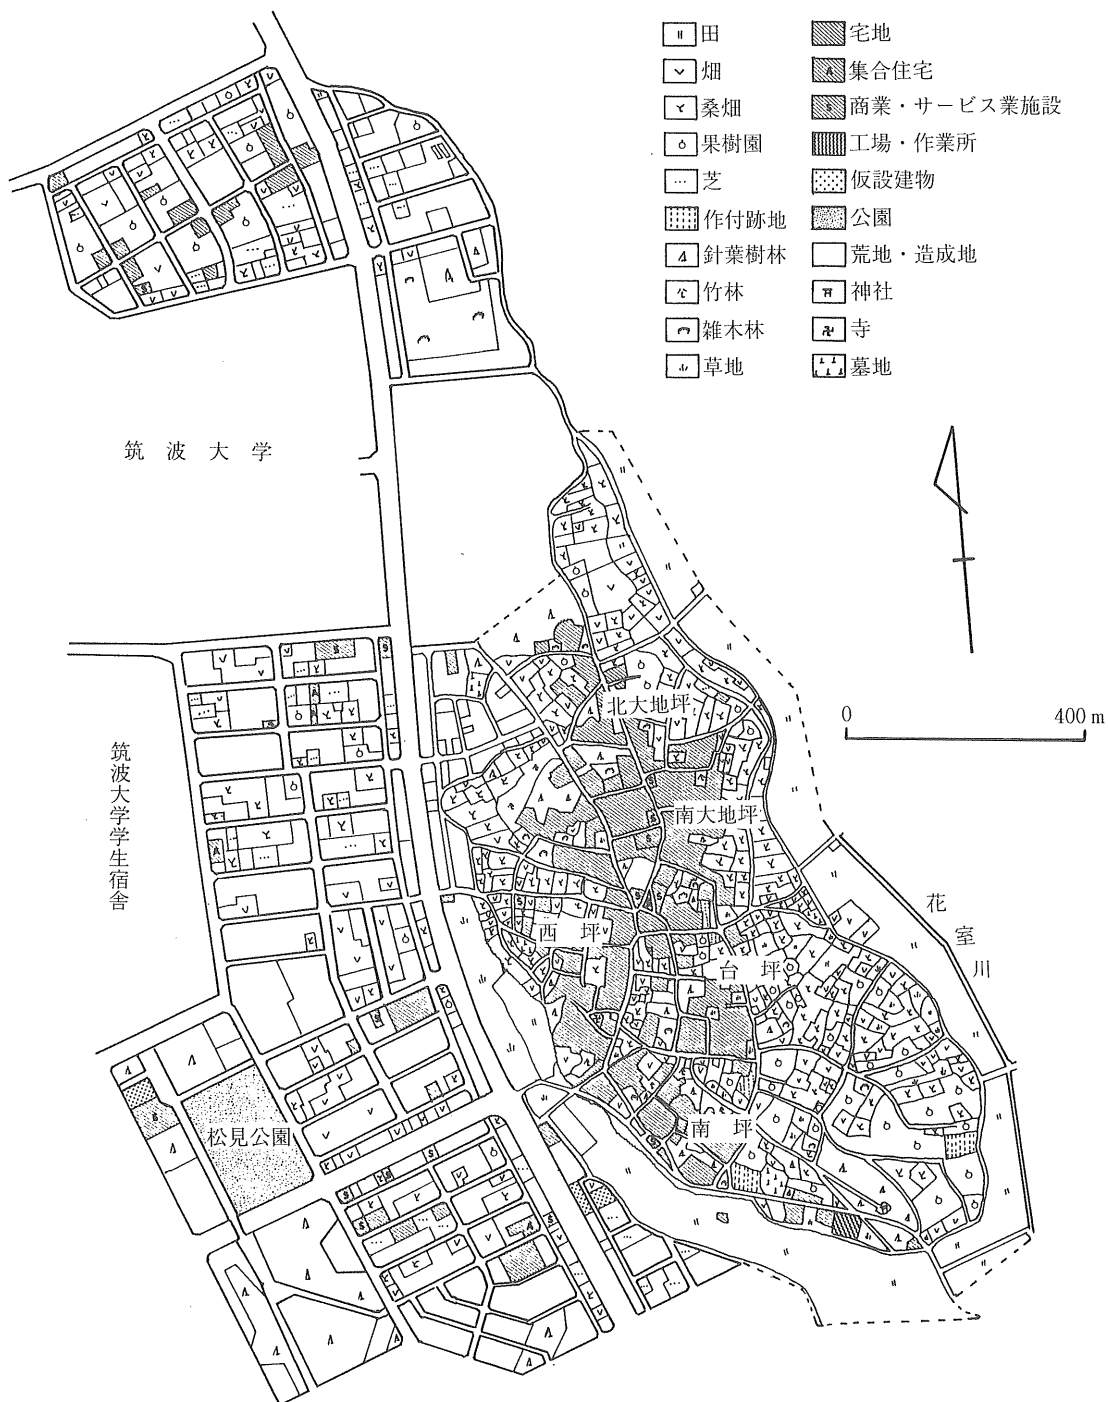 田
畑
桑畑
果樹園
芝
作付跡地
針葉樹林
竹林
雑木林
草地
宅地
集合住宅
商業・サービス業施設
工場・作業所
仮設建物
公園
荒地・造成地
神社
寺
墓地
筑波大学
0 400m
北大地坪
筑波大学学生宿舎
南大地坪
花室川
西坪
台坪
松見公園
南坪